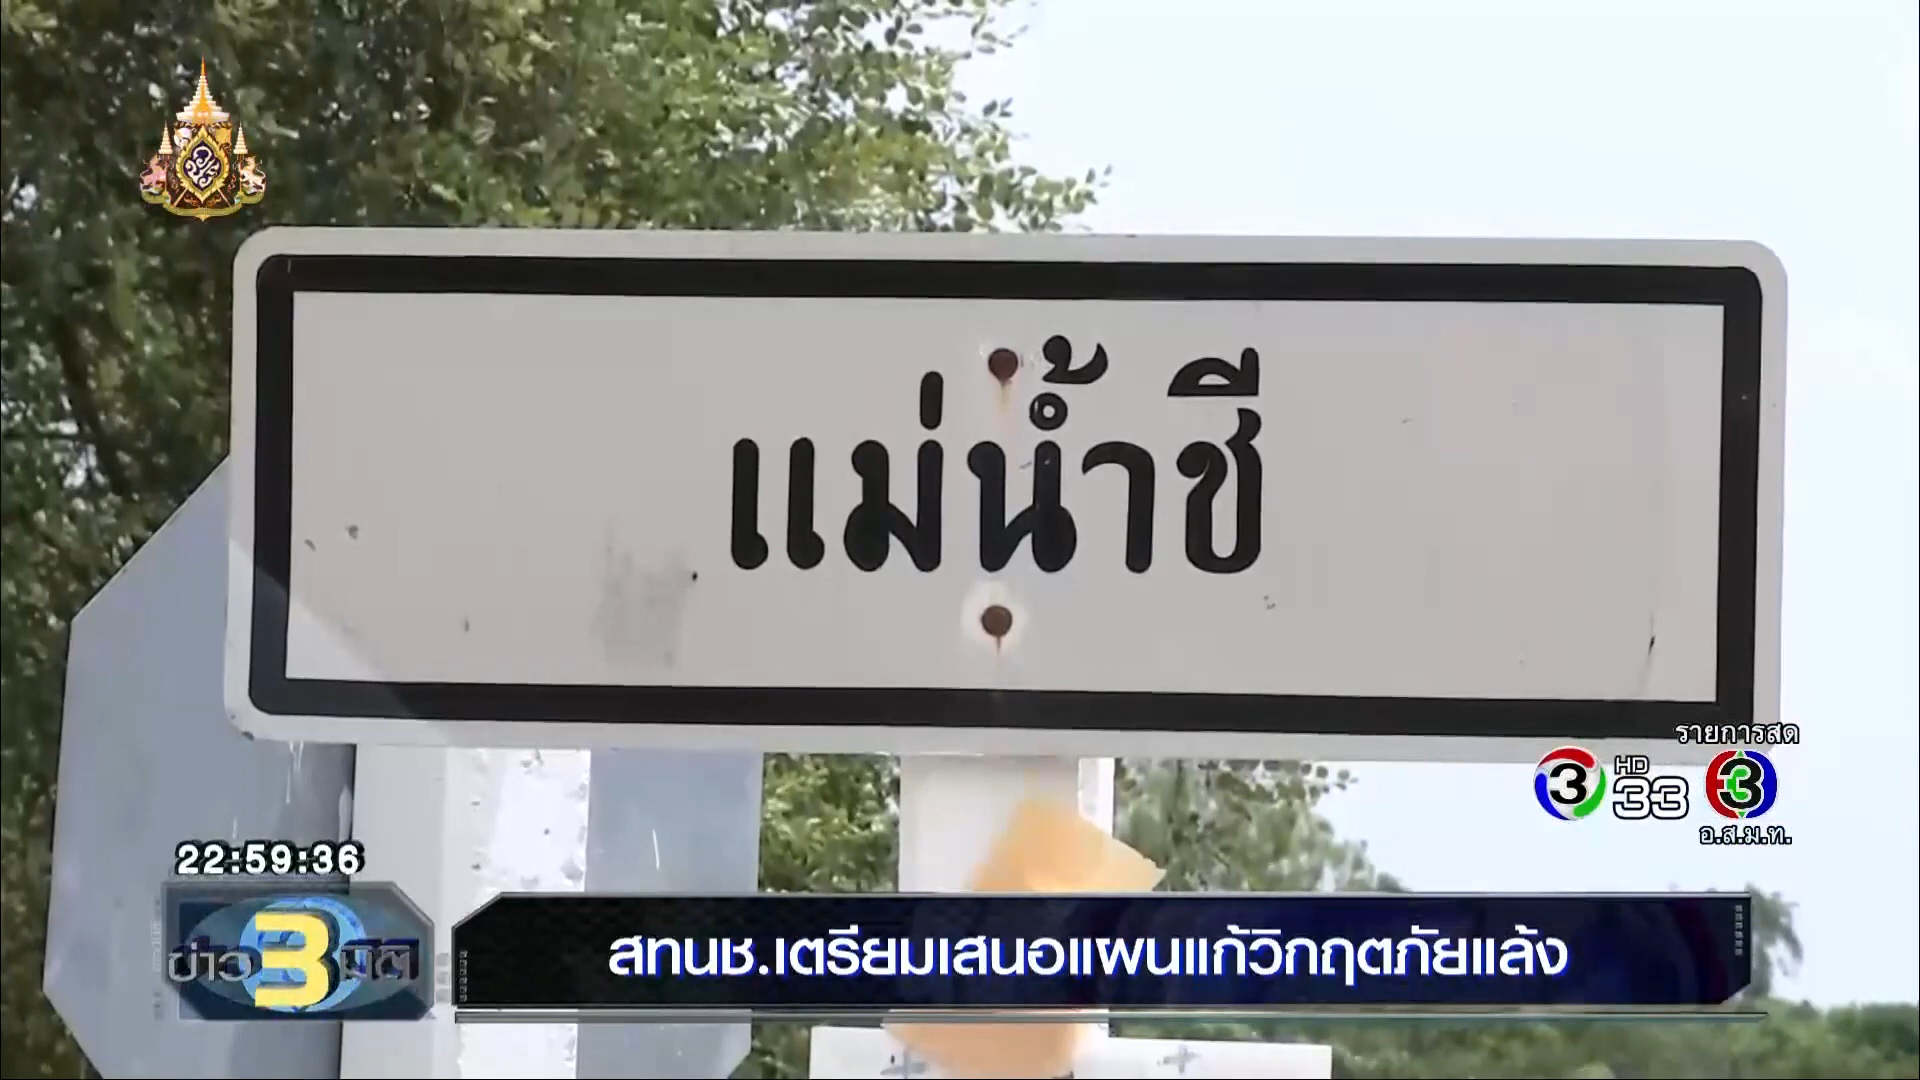 แม่น้ำชี
รายการสด
3 HD 33 3
อ.ส.ม.ท.
22:59:36
ข่าว 3 มิติ
สทนช.เตรียมเสนอแผนแก้วิกฤตภัยแล้ง